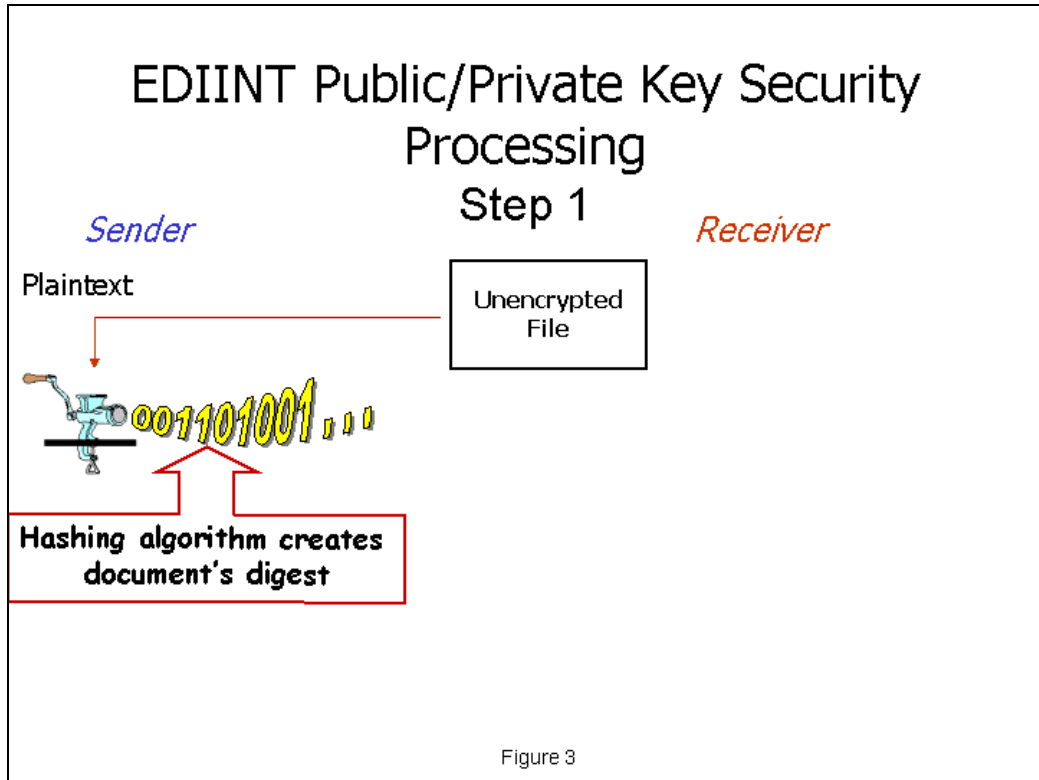 EDIINT Public/Private Key Security
Processing
Step 1
Sender
Receiver
Plaintext
Unencrypted
File
001101001...
Hashing algorithm creates
document's digest
Figure 3